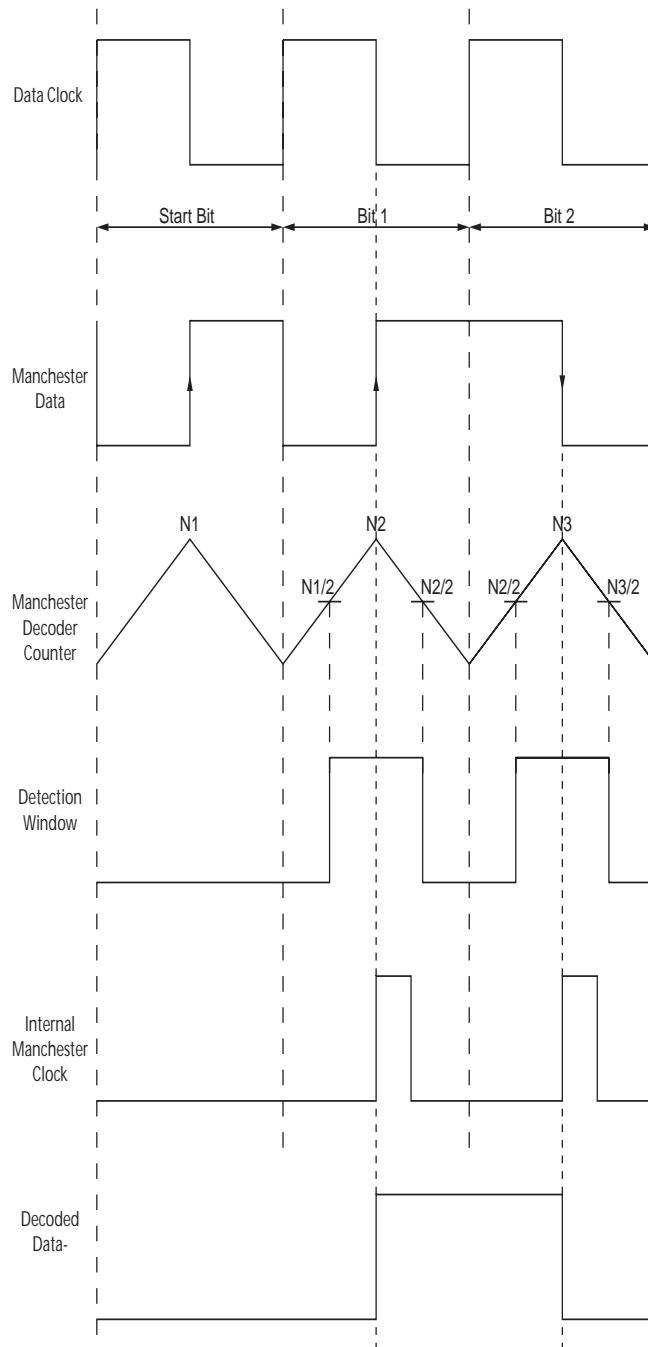 Data Clock
Start Bit
Bit 1
Bit 2
Manchester
Data
N1
N2
N3
N1/2
N2/2
N2/2
N3/2
Manchester
Decoder
Counter
Detection
Window
Internal
Manchester
Clock
Decoded
Data-